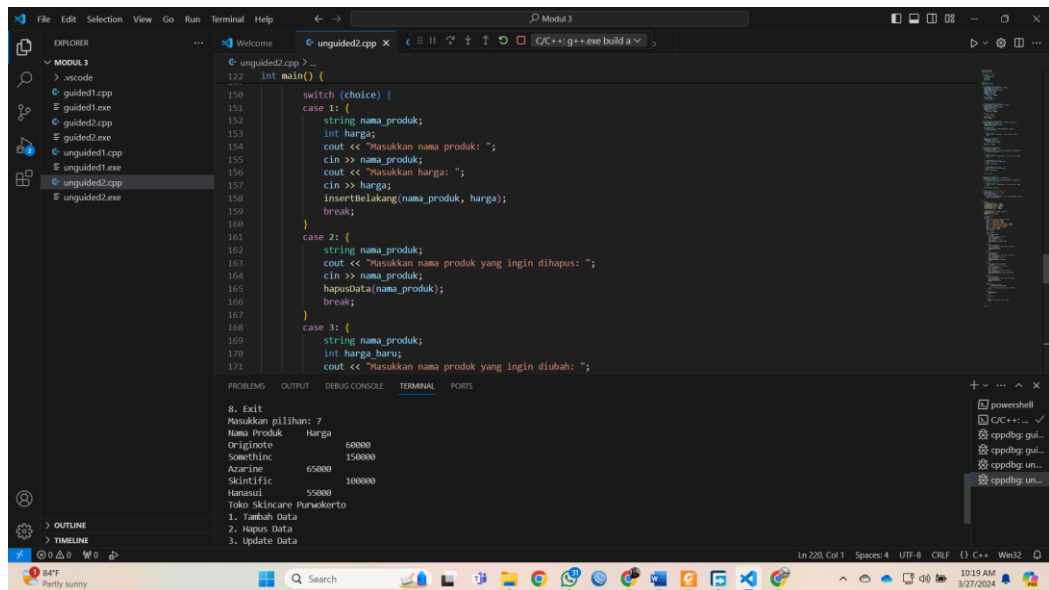 File Edit Selection View Go Run Terminal Help
Modul 3
EXPLORER
Welcome
unguided2.cpp
C/C++: g++.exe build a
MODUL 3
.vscode
guided1.cpp
guided1.exe
guided2.cpp
guided2.exe
unguided1.cpp
unguided1.exe
unguided2.cpp
unguided2.exe
unguided2.cpp > ...
122 int main() {
150 switch (choice) {
151 case 1: {
152 string nama_produk;
153 int harga;
154 cout << "Masukkan nama produk: ";
155 cin >> nama_produk;
156 cout << "Masukkan harga: ";
157 cin >> harga;
158 insertBelakang(nama_produk, harga);
159 break;
160 }
161 case 2: {
162 string nama_produk;
163 cout << "Masukkan nama produk yang ingin dihapus: ";
164 cin >> nama_produk;
165 hapusData(nama_produk);
166 break;
167 }
168 case 3: {
169 string nama_produk;
170 int harga_baru;
171 cout << "Masukkan nama produk yang ingin diubah: ";
PROBLEMS OUTPUT DEBUG CONSOLE TERMINAL PORTS
8. Exit
Masukkan pilihan: 7
Nama Produk Harga
Originote 60000
Somethinc 150000
Azarine 65000
Skintific 100000
Hanasui 55000
Toko Skincare Purwokerto
1. Tambah Data
2. Hapus Data
3. Update Data
powershell
C/C++: ...
cppdbg: gui...
cppdbg: gui...
cppdbg: un...
cppdbg: un...
OUTLINE
TIMELINE
0 0 0 Ln 220, Col 1 Spaces: 4 UTF-8 CRLF {} C++ Win32
84°F
Partly sunny
Search
10:19 AM
3/27/2024